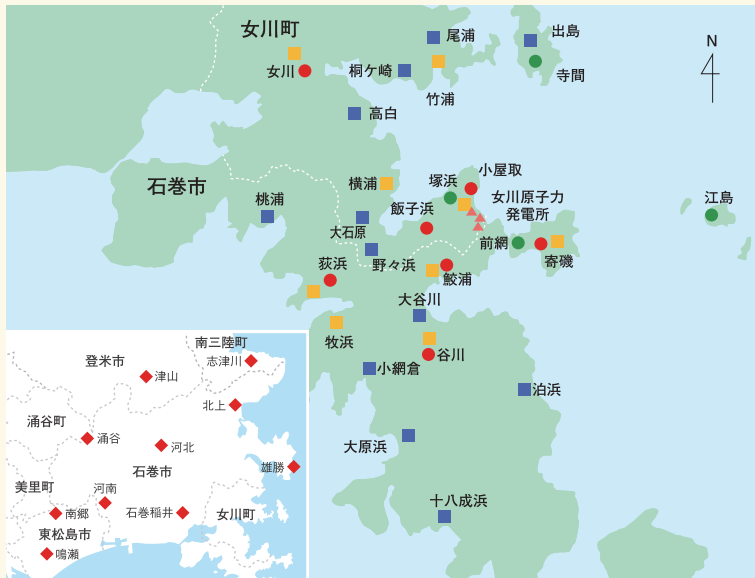 女川町
尾浦
出島
N
女川
桐ケ崎
寺間
竹浦
高白
小屋取
横浦
塚浜
女川原子力
発電所
石巻市
桃浦
飯子浜
江島
大石原
前網
野々浜
寄磯
荻浜
鮫浦
大谷川
牧浜
谷川
小網倉
泊浜
大原浜
十八成浜
南三陸町
志津川
登米市
津山
北上
涌谷町
涌谷
河北
石巻市
雄勝
美里町
河南
南郷
石巻稲井
女川町
東松島市
鳴瀬